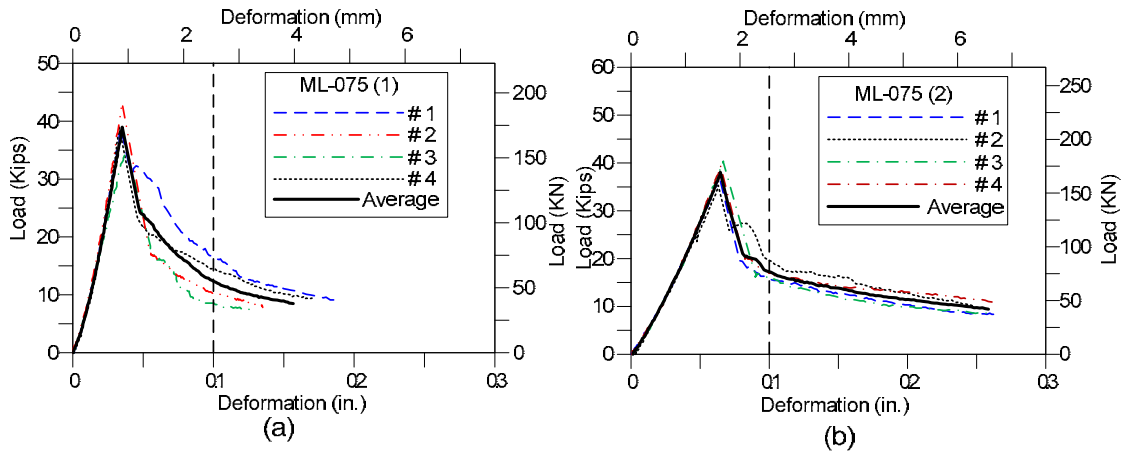 Deformation (mm)
0 2 4 6
50
40
30
20
10
0
Load (Kips)
ML-075 (1)
#1
#2
#3
#4
Average
200
150
100
50
0
Load (KN)
0 0.1 0.2 0.3
Deformation (in.)
(a)
Deformation (mm)
0 2 4 6
60
50
40
30
20
10
0
Load (Kips)
ML-075 (2)
#1
#2
#3
#4
Average
250
200
150
100
50
0
Load (KN)
0 0.1 0.2 0.3
Deformation (in.)
(b)